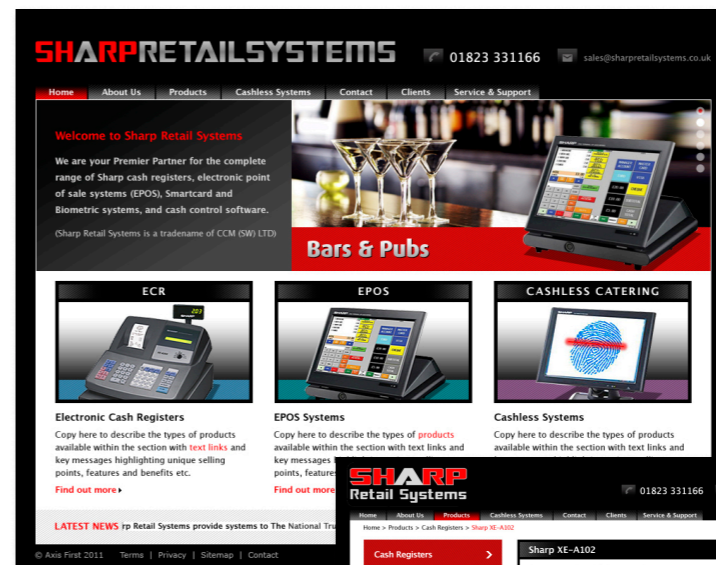 SHARPRETAILSYSTEMS
01823 331166
sales@sharpretailsystems.co.uk
Home About Us Products Cashless Systems Contact Clients Service & Support
Welcome to Sharp Retail Systems
We are your Premier Partner for the complete
range of Sharp cash registers, electronic point
of sale systems (EPOS), Smartcard and
Biometric systems, and cash control software.
(Sharp Retail Systems is a tradename of CCM (SW) LTD)
Bars & Pubs
ECR
EPOS
CASHLESS CATERING
Electronic Cash Registers
Copy here to describe the types of products
available within the section with text links and
key messages highlighting unique selling
points, features and benefits etc.
Find out more
EPOS Systems
Copy here to describe the types of products
available within the section with text links and
key messages h
points, features
Find out more
Cashless Systems
Copy here to describe the types of products
available within the section with text links and
LATEST NEWS rp Retail Systems provide systems to The National Tru
© Axis First 2011 Terms | Privacy | Sitemap | Contact
SHARP
Retail Systems
01823 331166
Home About Us Products Cashless Systems Contact Clients Service & Support
Home > Products > Cash Registers > Sharp XE-A102
Cash Registers
Sharp XE-A102